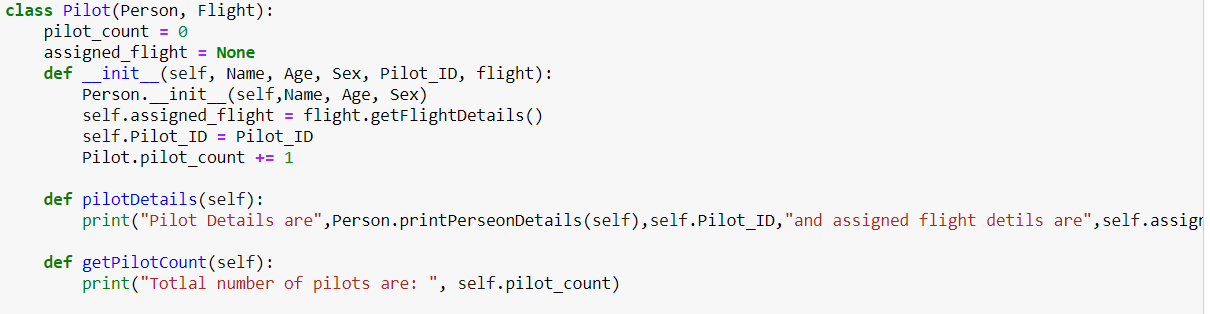 class Pilot(Person, Flight):
    pilot_count = 0
    assigned_flight = None
    def __init__(self, Name, Age, Sex, Pilot_ID, flight):
        Person.__init__(self,Name, Age, Sex)
        self.assigned_flight = flight.getFlightDetails()
        self.Pilot_ID = Pilot_ID
        Pilot.pilot_count += 1

    def pilotDetails(self):
        print("Pilot Details are",Person.printPerseonDetails(self),self.Pilot_ID,"and assigned flight detils are",self.assigr

    def getPilotCount(self):
        print("Totlal number of pilots are: ", self.pilot_count)